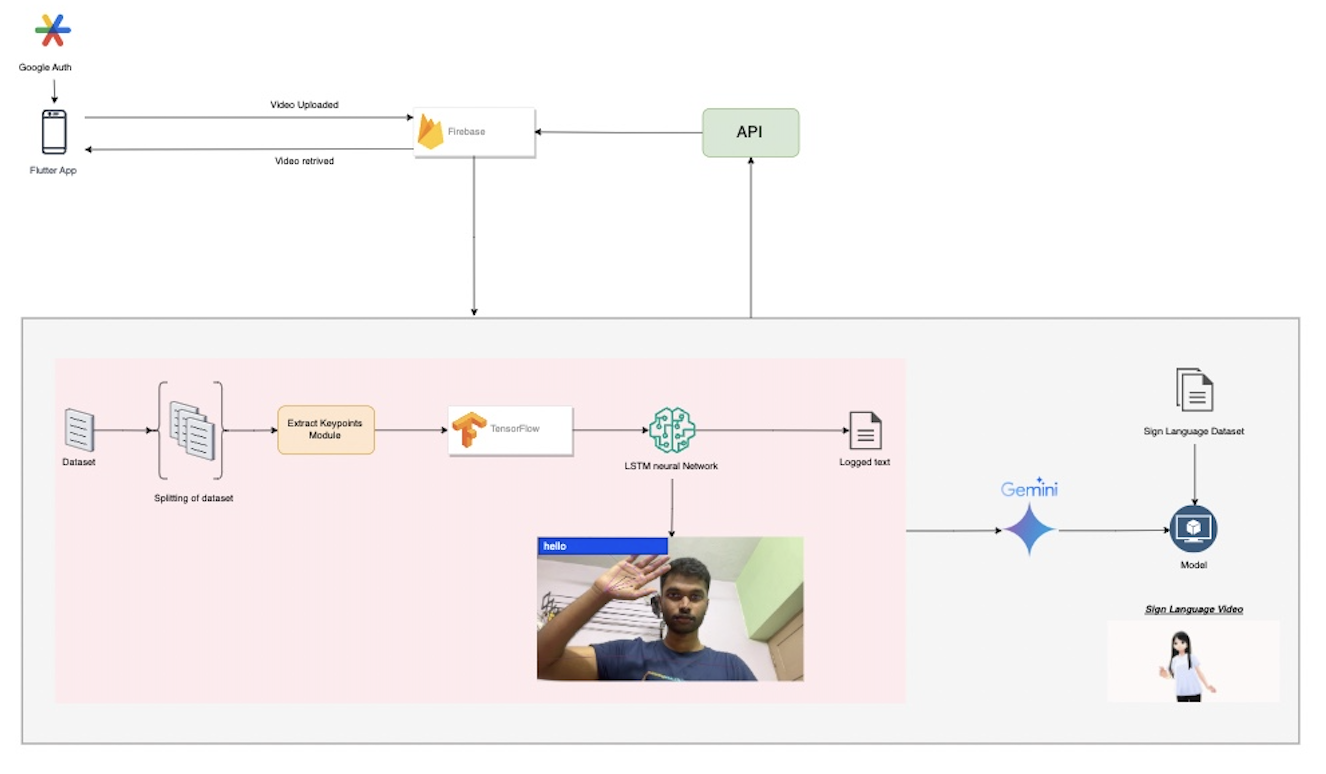 Google Auth
Video Uploaded
Firebase
API
Video retrived
Flutter App
Dataset
Splitting of dataset
Extract Keypoints
Module
TensorFlow
LSTM neural Network
Logged text
hello
Gemini
Sign Language Dataset
Model
Sign Language Video